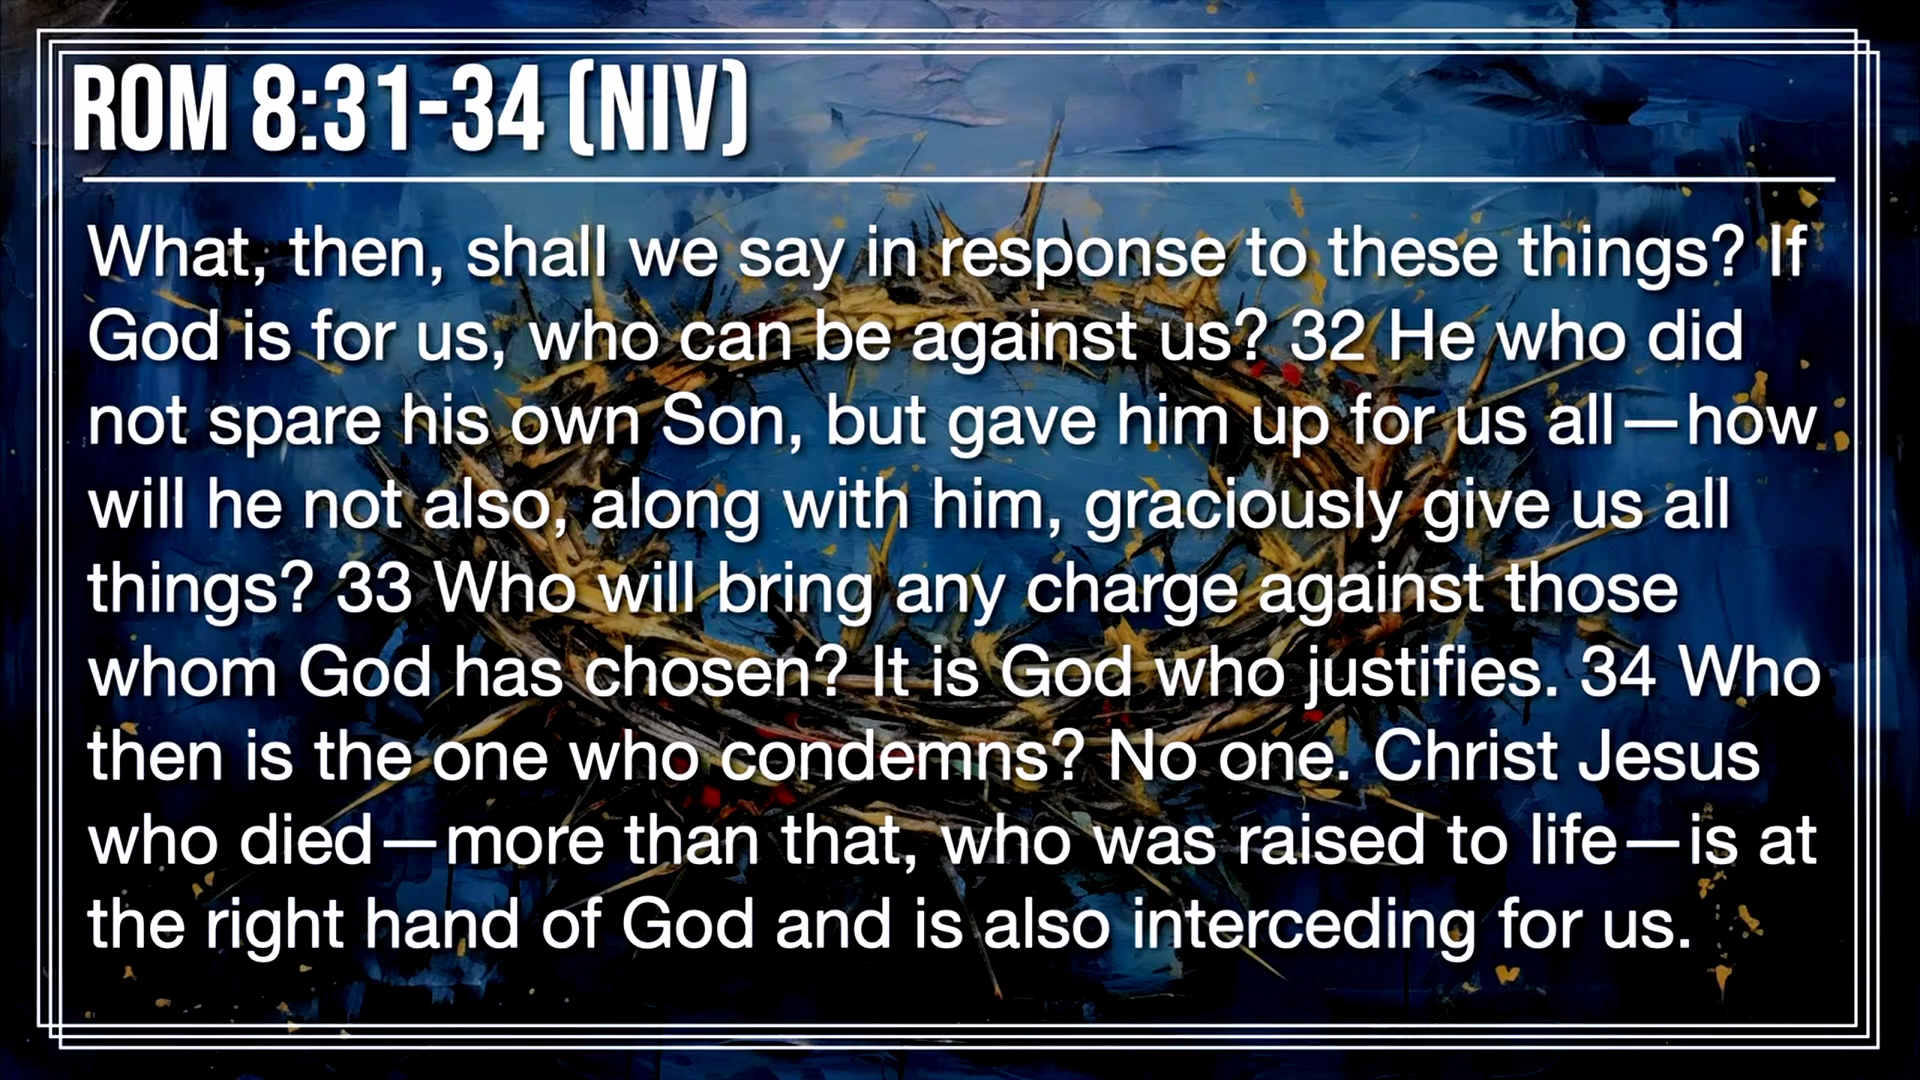 ROM 8:31-34 (NIV)
What, then, shall we say in response to these things? If
God is for us, who can be against us? 32 He who did
not spare his own Son, but gave him up for us all—how
will he not also, along with him, graciously give us all
things? 33 Who will bring any charge against those
whom God has chosen? It is God who justifies. 34 Who
then is the one who condemns? No one. Christ Jesus
who died—more than that, who was raised to life—is at
the right hand of God and is also interceding for us.